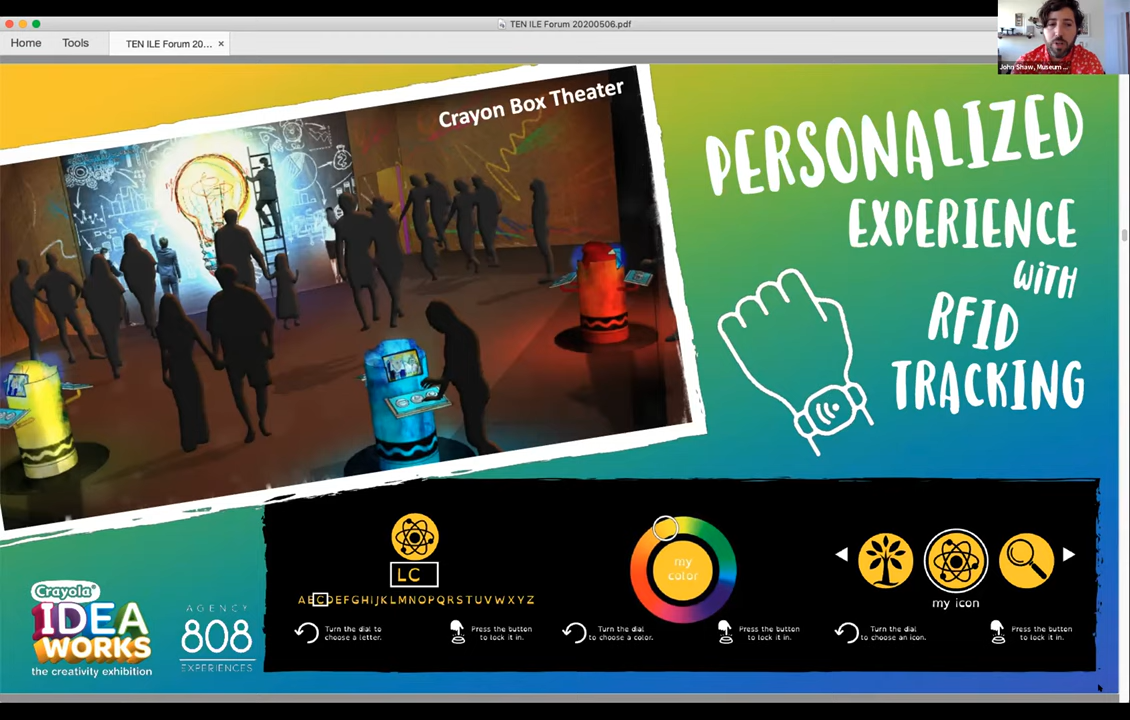 TEN ILE Forum 20200506.pdf
Home
Tools
TEN ILE Forum 20... ×
John Shaw, Museum ...
Crayon Box Theater
PERSONALIZED
EXPERIENCE
WITH
RFID
TRACKING
LC
ABCDEFGHIJKLMNOPQRSTUVWXYZ
Turn the dial to
choose a letter.
Press the button
to lock it in.
my
color
Turn the dial
to choose a color.
Press the button
to lock it in.
my icon
Turn the dial
to choose an icon.
Press the button
to lock it in.
Crayola
IDEA
WORKS
the creativity exhibition
AGENCY
808
EXPERIENCES